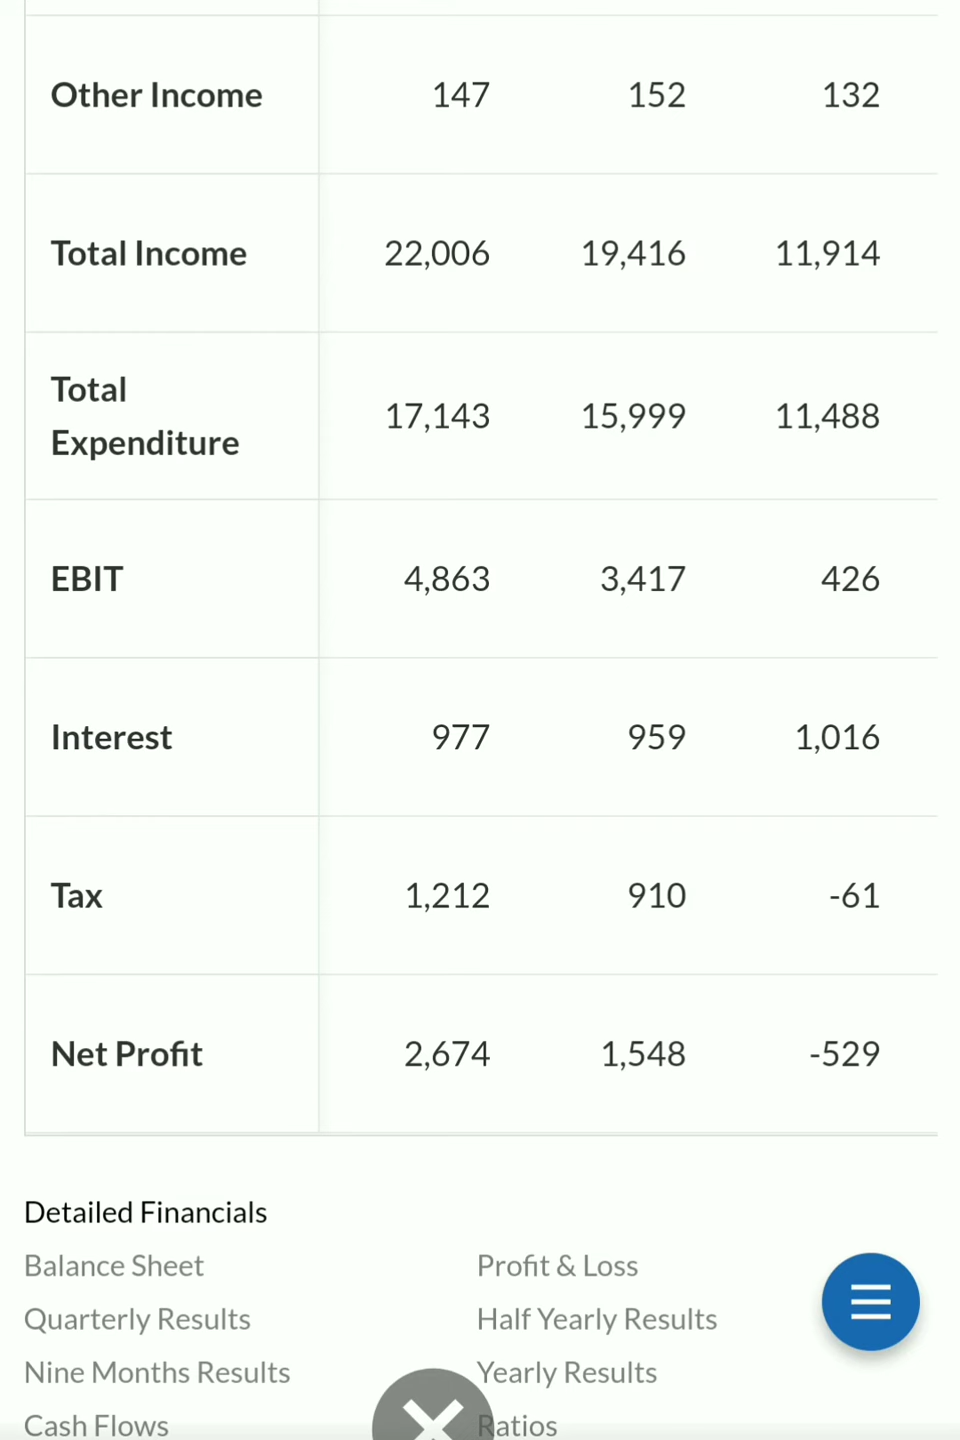 Other Income 147 152 132
Total Income 22,006 19,416 11,914
Total
Expenditure 17,143 15,999 11,488
EBIT 4,863 3,417 426
Interest 977 959 1,016
Tax 1,212 910 -61
Net Profit 2,674 1,548 -529
Detailed Financials
Balance Sheet Profit & Loss
Quarterly Results Half Yearly Results
Nine Months Results Yearly Results
Cash Flows Ratios